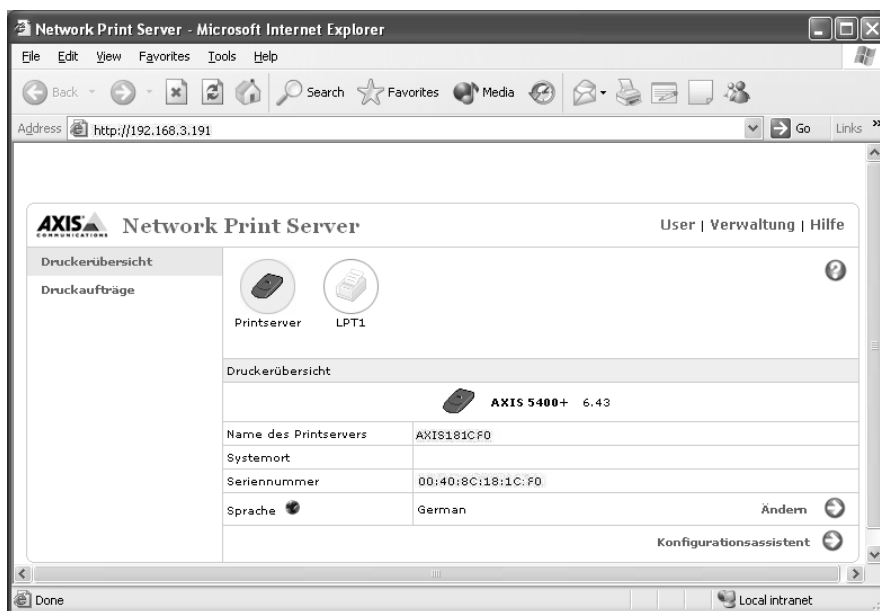 Network Print Server - Microsoft Internet Explorer
File Edit View Favorites Tools Help
Back Search Favorites Media
Address http://192.168.3.191 Go Links »
AXIS COMMUNICATIONS Network Print Server User | Verwaltung | Hilfe
Druckerübersicht
Druckaufträge
Printserver LPT1
Druckerübersicht
AXIS 5400+ 6.43
Name des Printservers AXIS181CF0
Systemort
Seriennummer 00:40:8C:18:1C:F0
Sprache German Ändern
Konfigurationsassistent
Done Local intranet